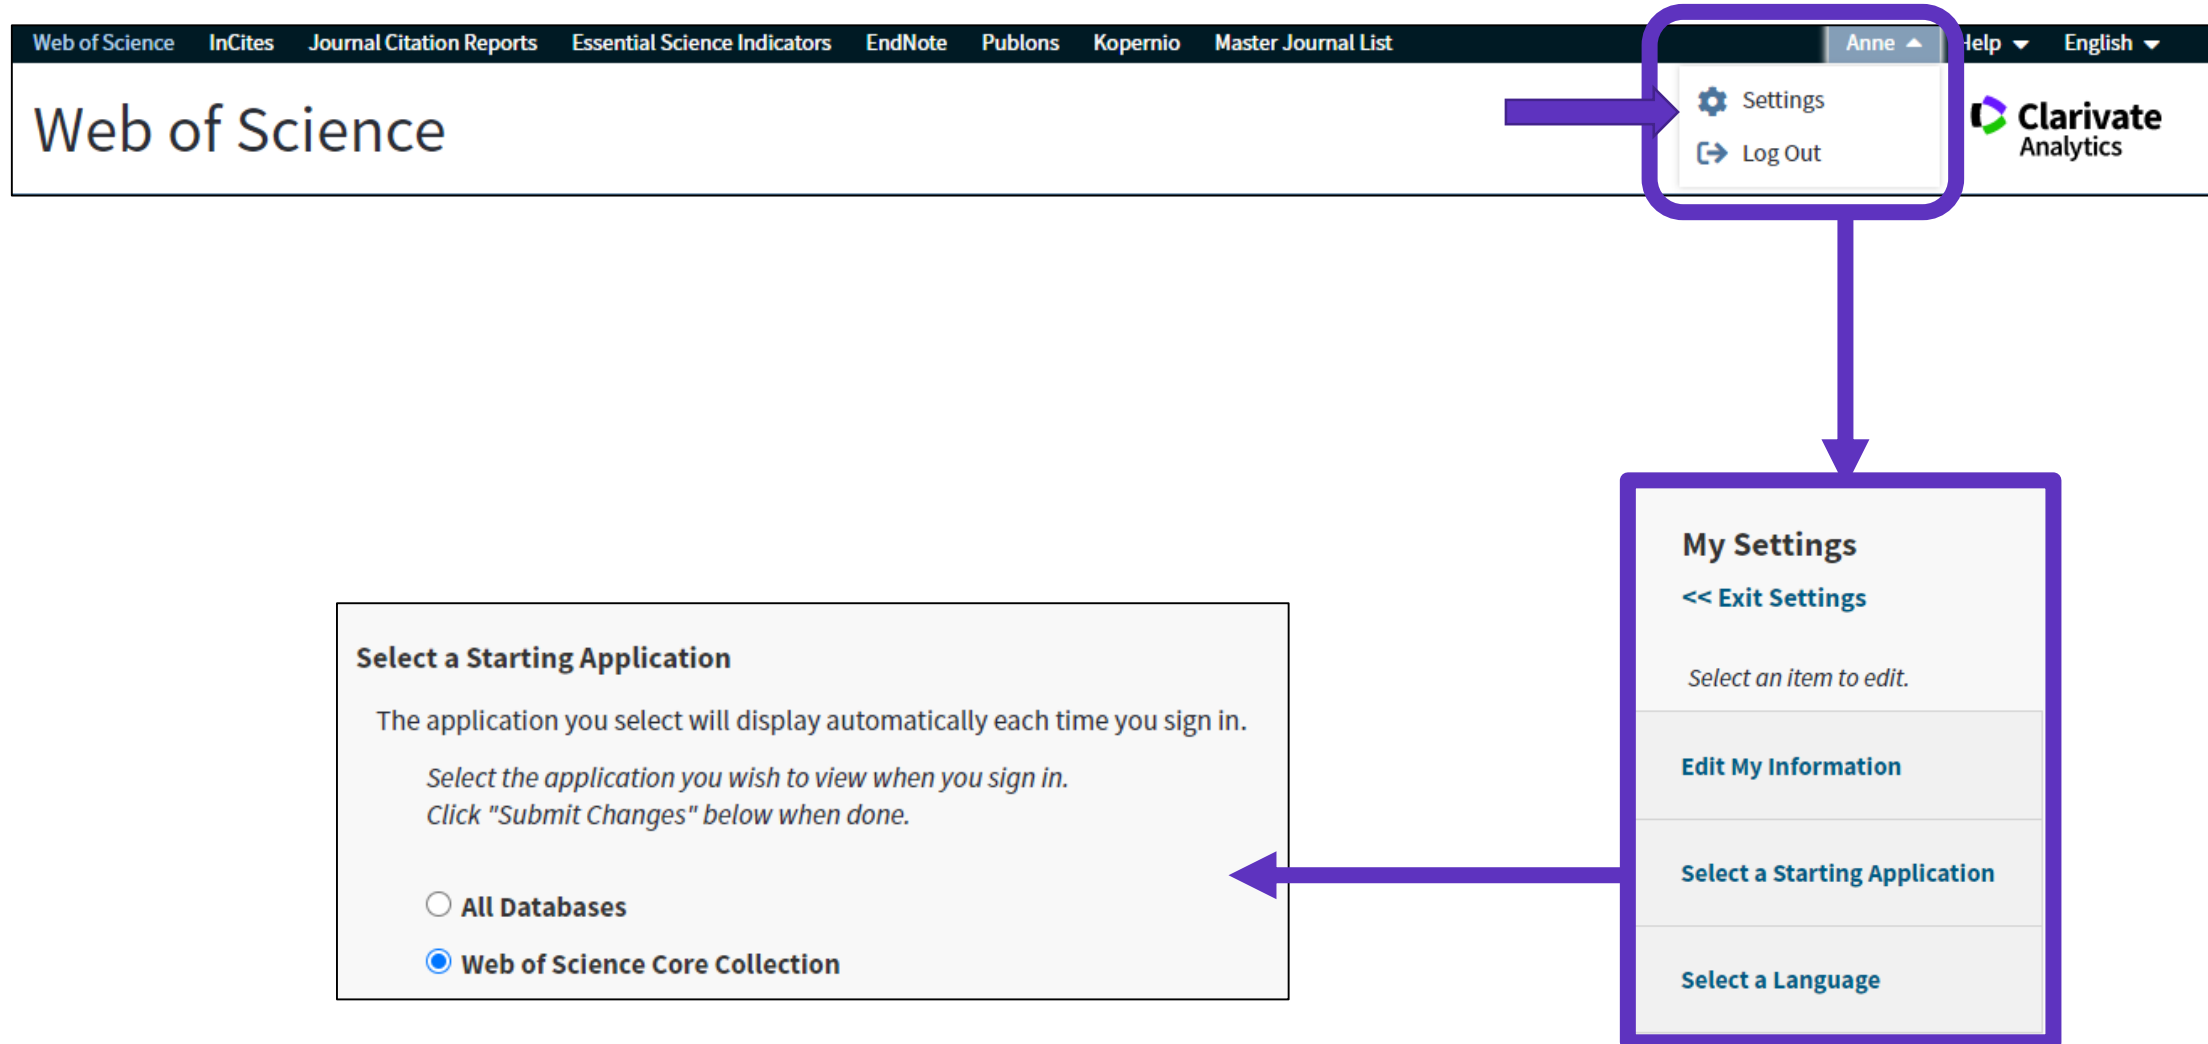 Web of Science InCites Journal Citation Reports Essential Science Indicators EndNote Publons Kopernio Master Journal List Anne Help English
Web of Science
Settings
Log Out
Clarivate
Analytics
My Settings
<< Exit Settings
Select an item to edit.
Edit My Information
Select a Starting Application
Select a Language
Select a Starting Application
The application you select will display automatically each time you sign in.
Select the application you wish to view when you sign in.
Click "Submit Changes" below when done.
All Databases
Web of Science Core Collection